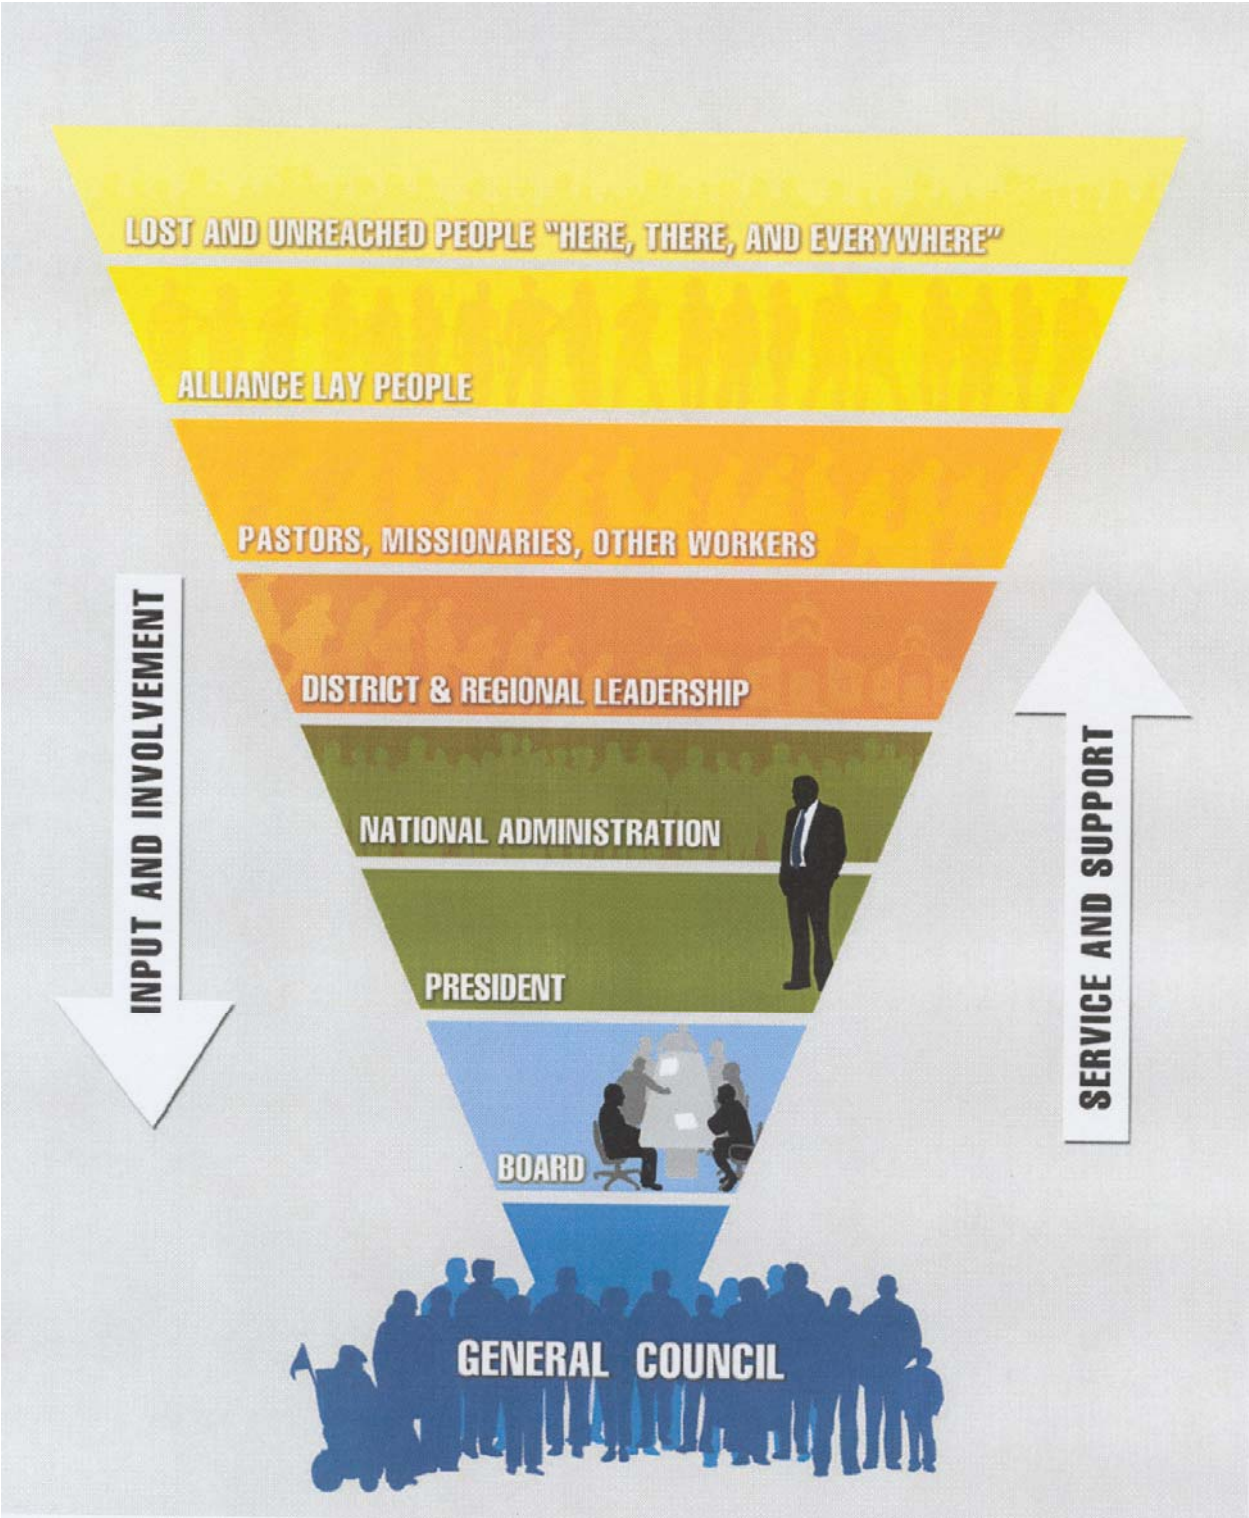 LOST AND UNREACHED PEOPLE "HERE, THERE, AND EVERYWHERE"
ALLIANCE LAY PEOPLE
PASTORS, MISSIONARIES, OTHER WORKERS
DISTRICT & REGIONAL LEADERSHIP
NATIONAL ADMINISTRATION
PRESIDENT
BOARD
GENERAL COUNCIL
INPUT AND INVOLVEMENT
SERVICE AND SUPPORT